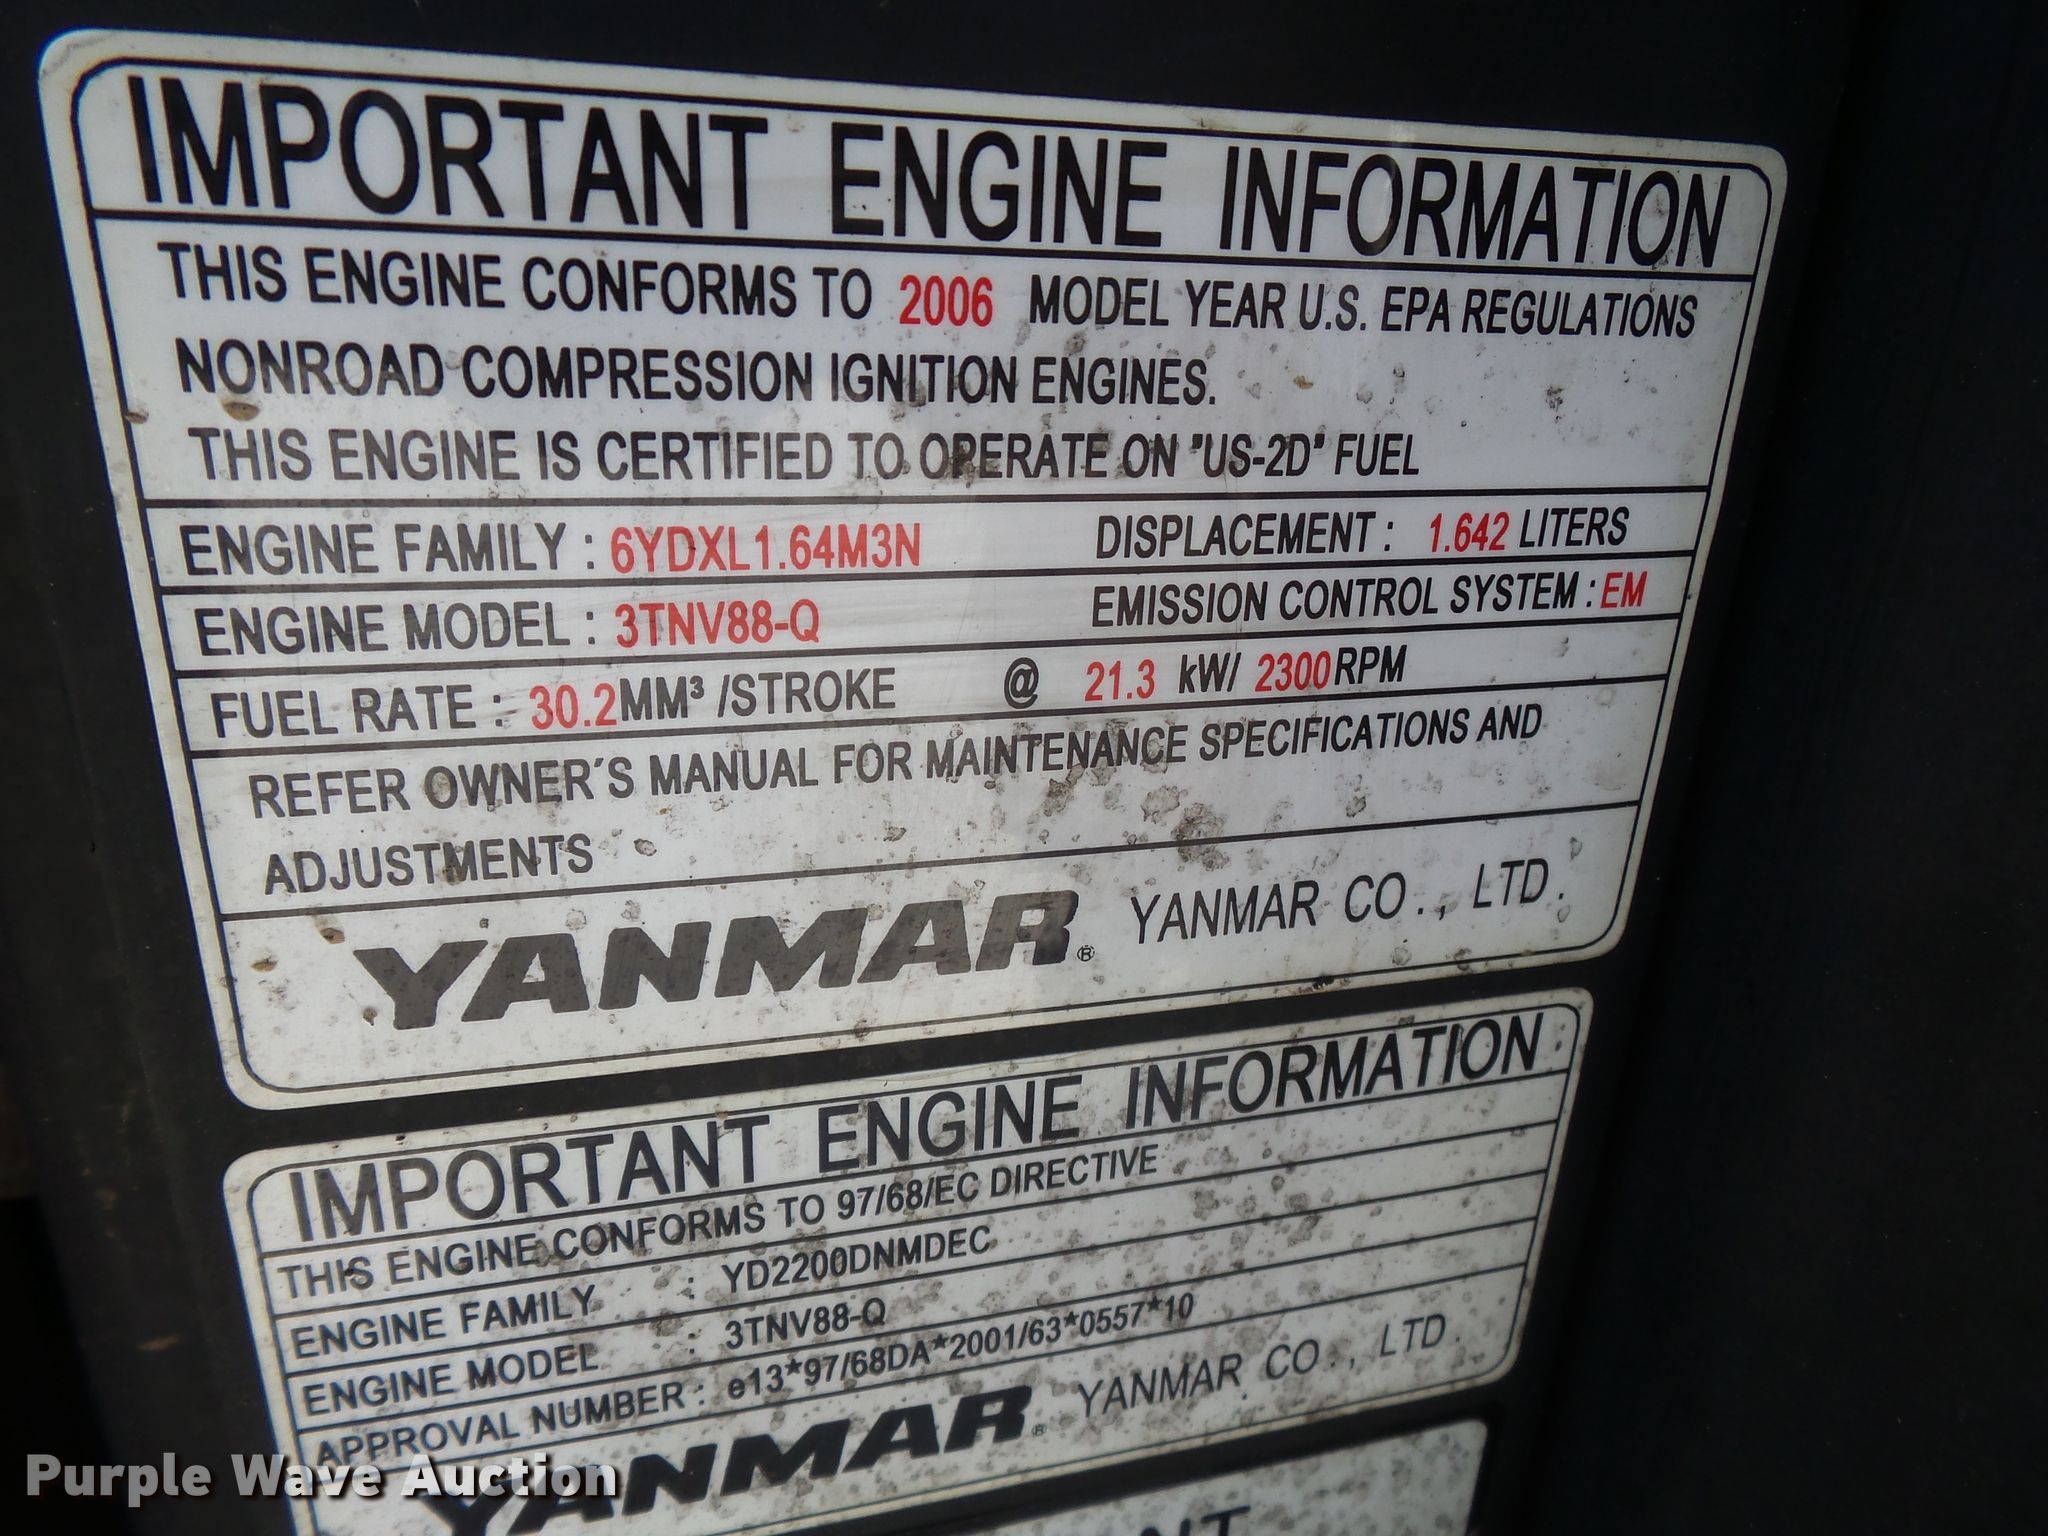 IMPORTANT ENGINE INFORMATION
THIS ENGINE CONFORMS TO 2006 MODEL YEAR U.S. EPA REGULATIONS
NONROAD COMPRESSION IGNITION ENGINES.
THIS ENGINE IS CERTIFIED TO OPERATE ON "US-2D" FUEL
ENGINE FAMILY : 6YDXL1.64M3N DISPLACEMENT : 1.642 LITERS
ENGINE MODEL : 3TNV88-Q EMISSION CONTROL SYSTEM : EM
FUEL RATE : 30.2MM³ /STROKE @ 21.3 kW/ 2300RPM
REFER OWNER'S MANUAL FOR MAINTENANCE SPECIFICATIONS AND
ADJUSTMENTS
YANMAR® YANMAR CO., LTD.
IMPORTANT ENGINE INFORMATION
THIS ENGINE CONFORMS TO 97/68/EC DIRECTIVE
ENGINE FAMILY : YD2200DNMDEC
ENGINE MODEL : 3TNV88-Q
APPROVAL NUMBER : e13*97/68DA*2001/63*0557*10
YANMAR® YANMAR CO., LTD.
Purple Wave Auction